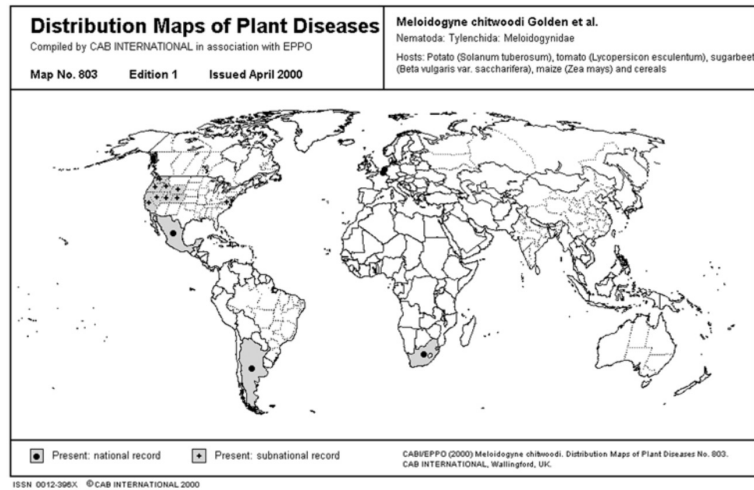 Distribution Maps of Plant Diseases
Compiled by CAB INTERNATIONAL in association with EPPO
Map No. 803 Edition 1 Issued April 2000
Meloidogyne chitwoodi Golden et al.
Nematoda: Tylenchida: Meloidogynidae
Hosts: Potato (Solanum tuberosum), tomato (Lycopersicon esculentum), sugarbeet
(Beta vulgaris var. saccharifera), maize (Zea mays) and cereals
Present: national record
Present: subnational record
CABI/EPPO (2000) Meloidogyne chitwoodi. Distribution Maps of Plant Diseases No. 803.
CAB INTERNATIONAL, Wallingford, UK.
ISSN 0012-396X ©CAB INTERNATIONAL 2000